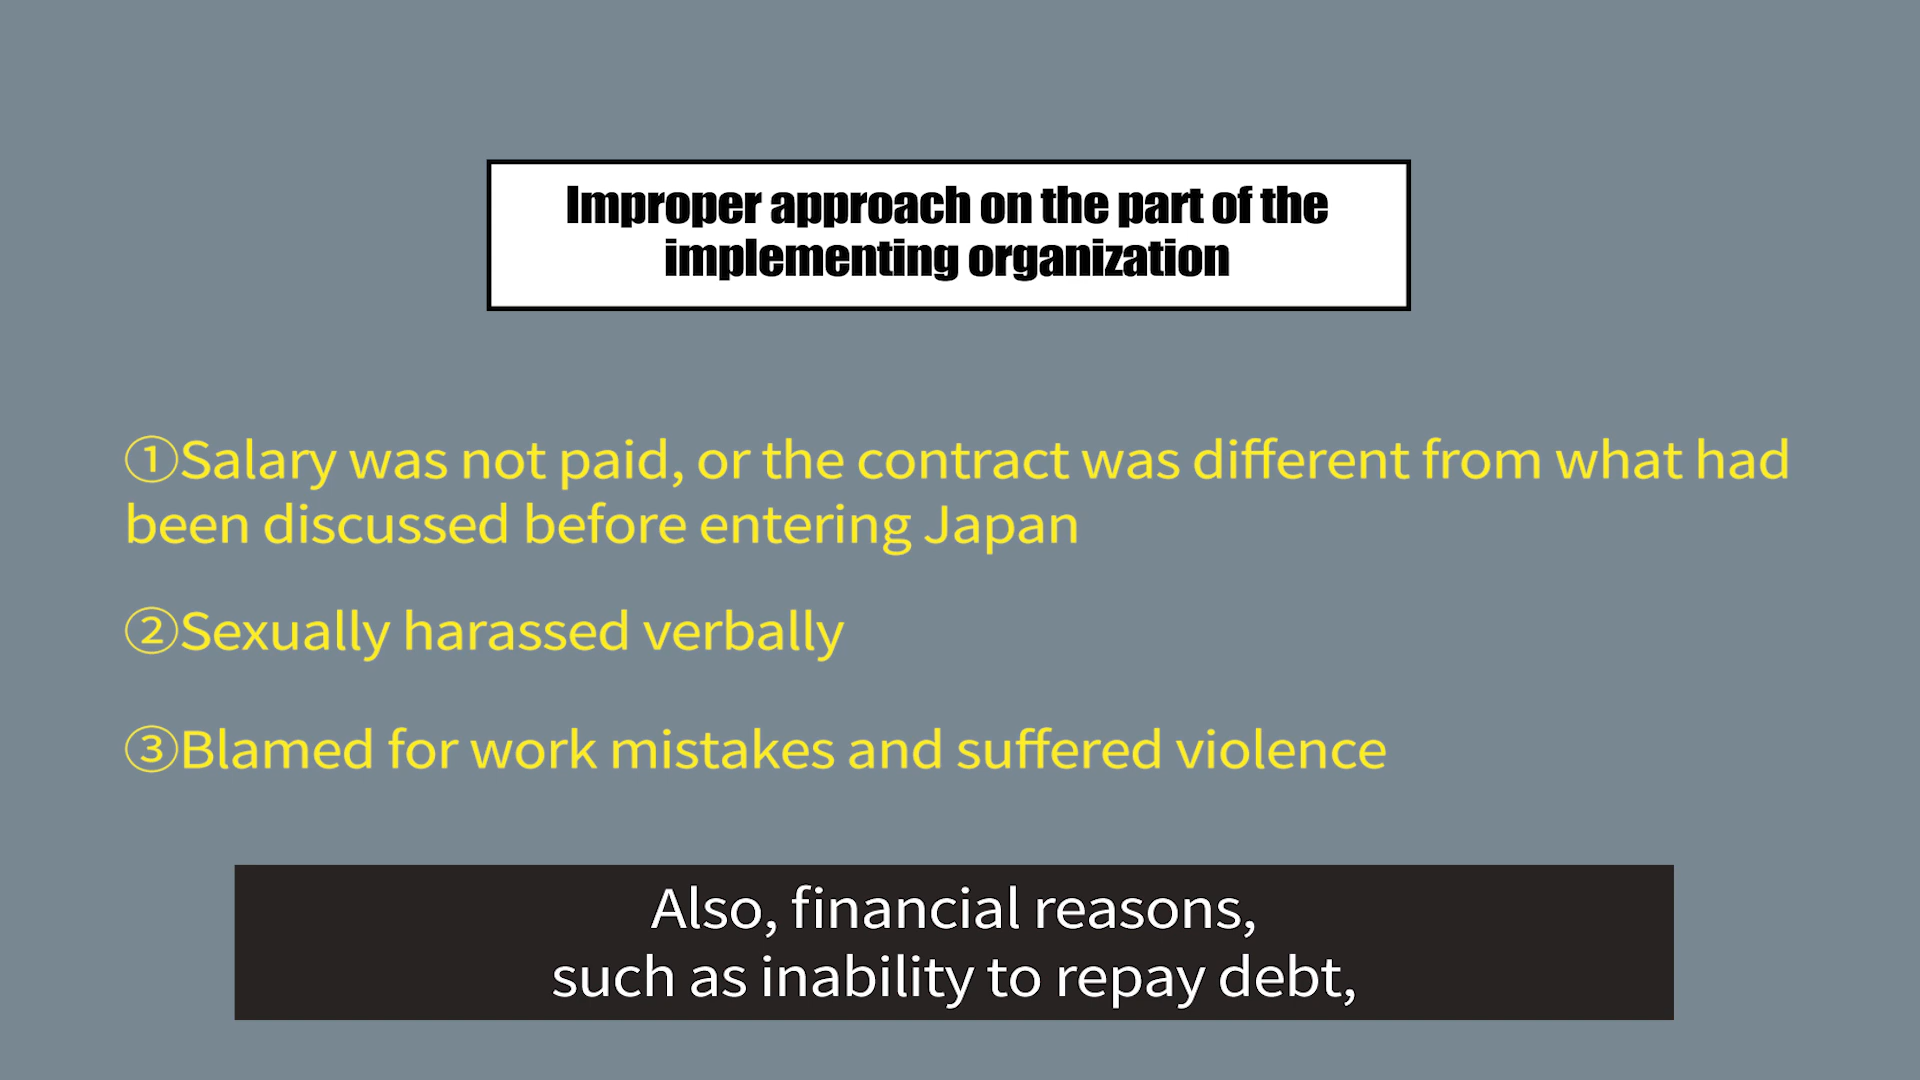 Improper approach on the part of the
implementing organization
①Salary was not paid, or the contract was different from what had
been discussed before entering Japan
②Sexually harassed verbally
③Blamed for work mistakes and suffered violence
Also, financial reasons,
such as inability to repay debt,